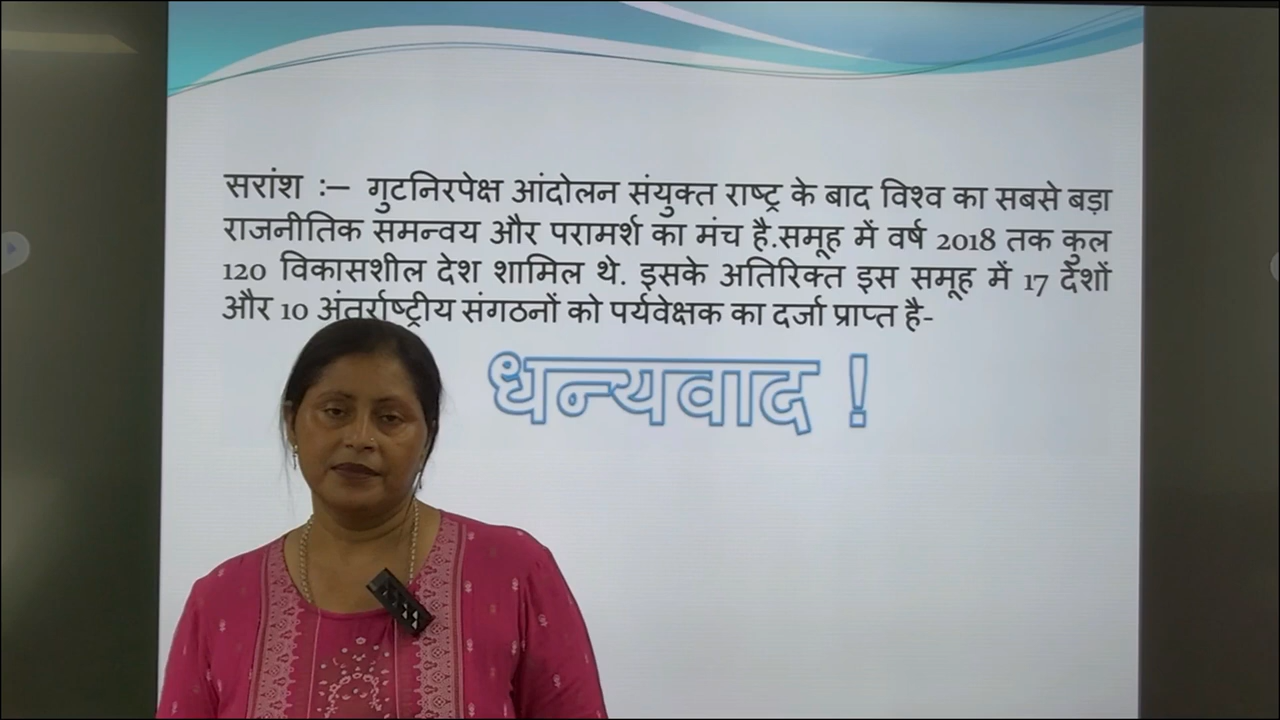 सरांश :– गुटनिरपेक्ष आंदोलन संयुक्त राष्ट्र के बाद विश्व का सबसे बड़ा
राजनीतिक समन्वय और परामर्श का मंच है.समूह में वर्ष 2018 तक कुल
120 विकासशील देश शामिल थे. इसके अतिरिक्त इस समूह में 17 देशों
और 10 अंतर्राष्ट्रीय संगठनों को पर्यवेक्षक का दर्जा प्राप्त है-
धन्यवाद !